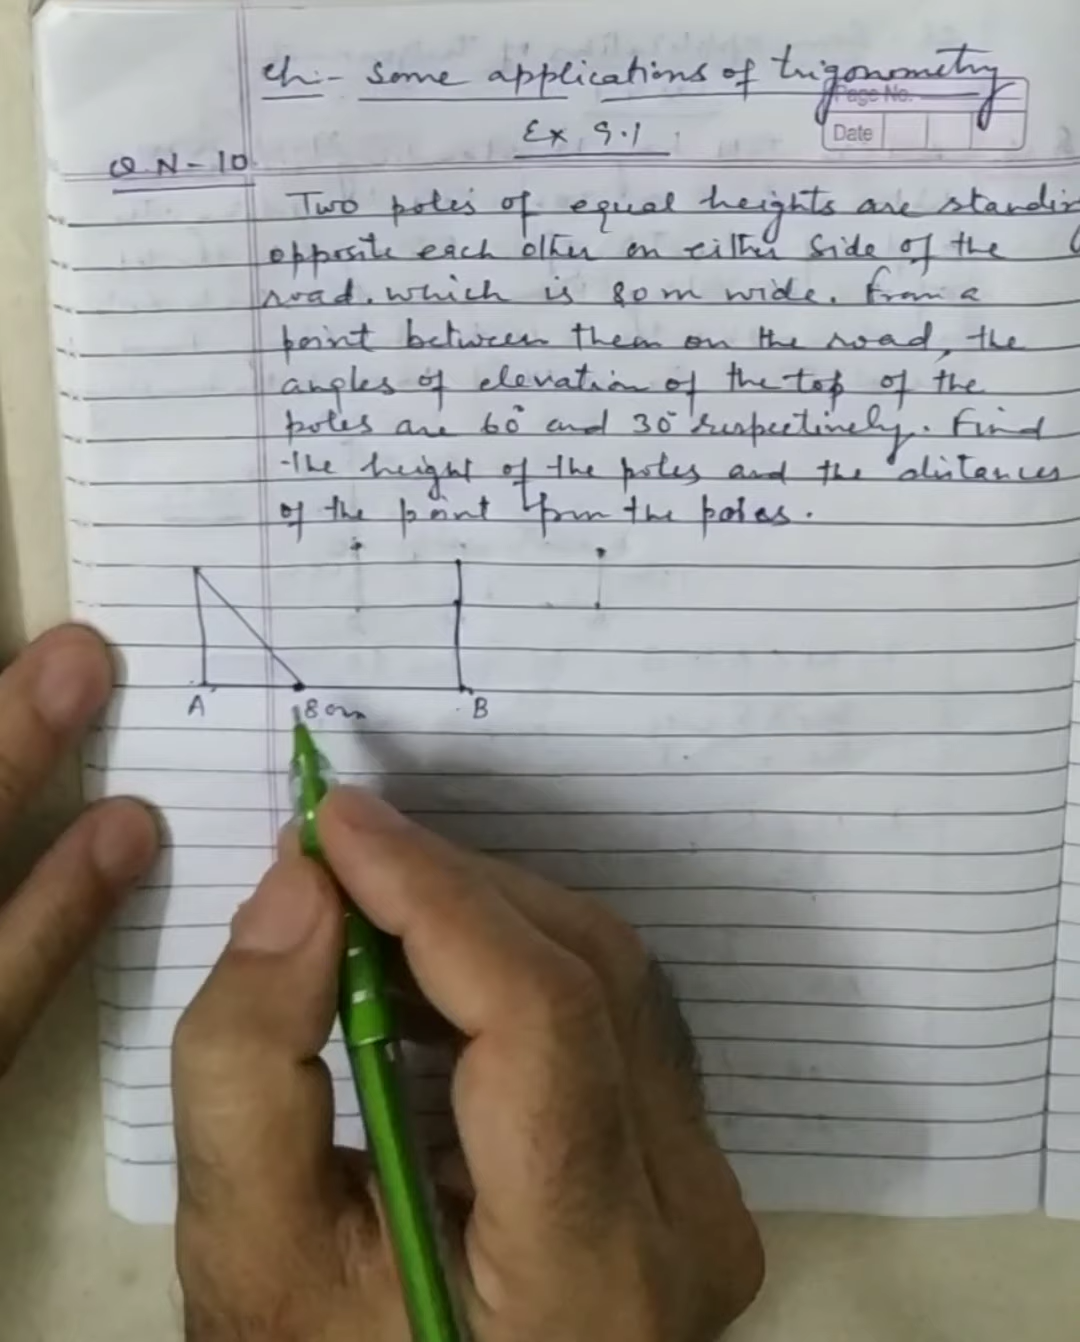 Ch:- Some applications of trigonometry
Page No.
Ex 9.1
Date
Q.N-10.
Two poles of equal heights are standing
opposite each other on either side of the
road. which is 80m wide. From a
point between them on the road, the
angles of elevation of the top of the
poles are 60° and 30° respectively. Find
the height of the poles and the distances
of the point from the poles.
A 80m B